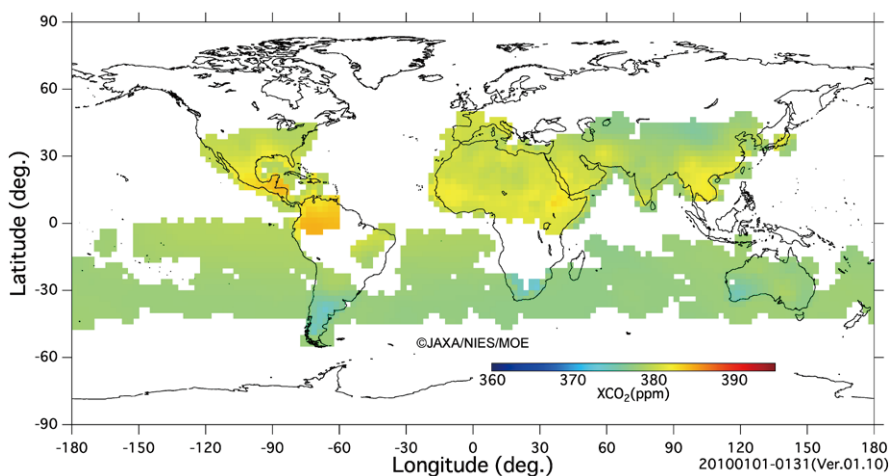 90
60
30
0
-30
-60
-90
Latitude (deg.)
©JAXA/NIES/MOE
360 370 380 390
XCO₂(ppm)
-180 -150 -120 -90 -60 -30 0 30 60 90 120 150 180
Longitude (deg.)
20100101-0131(Ver.01.10)